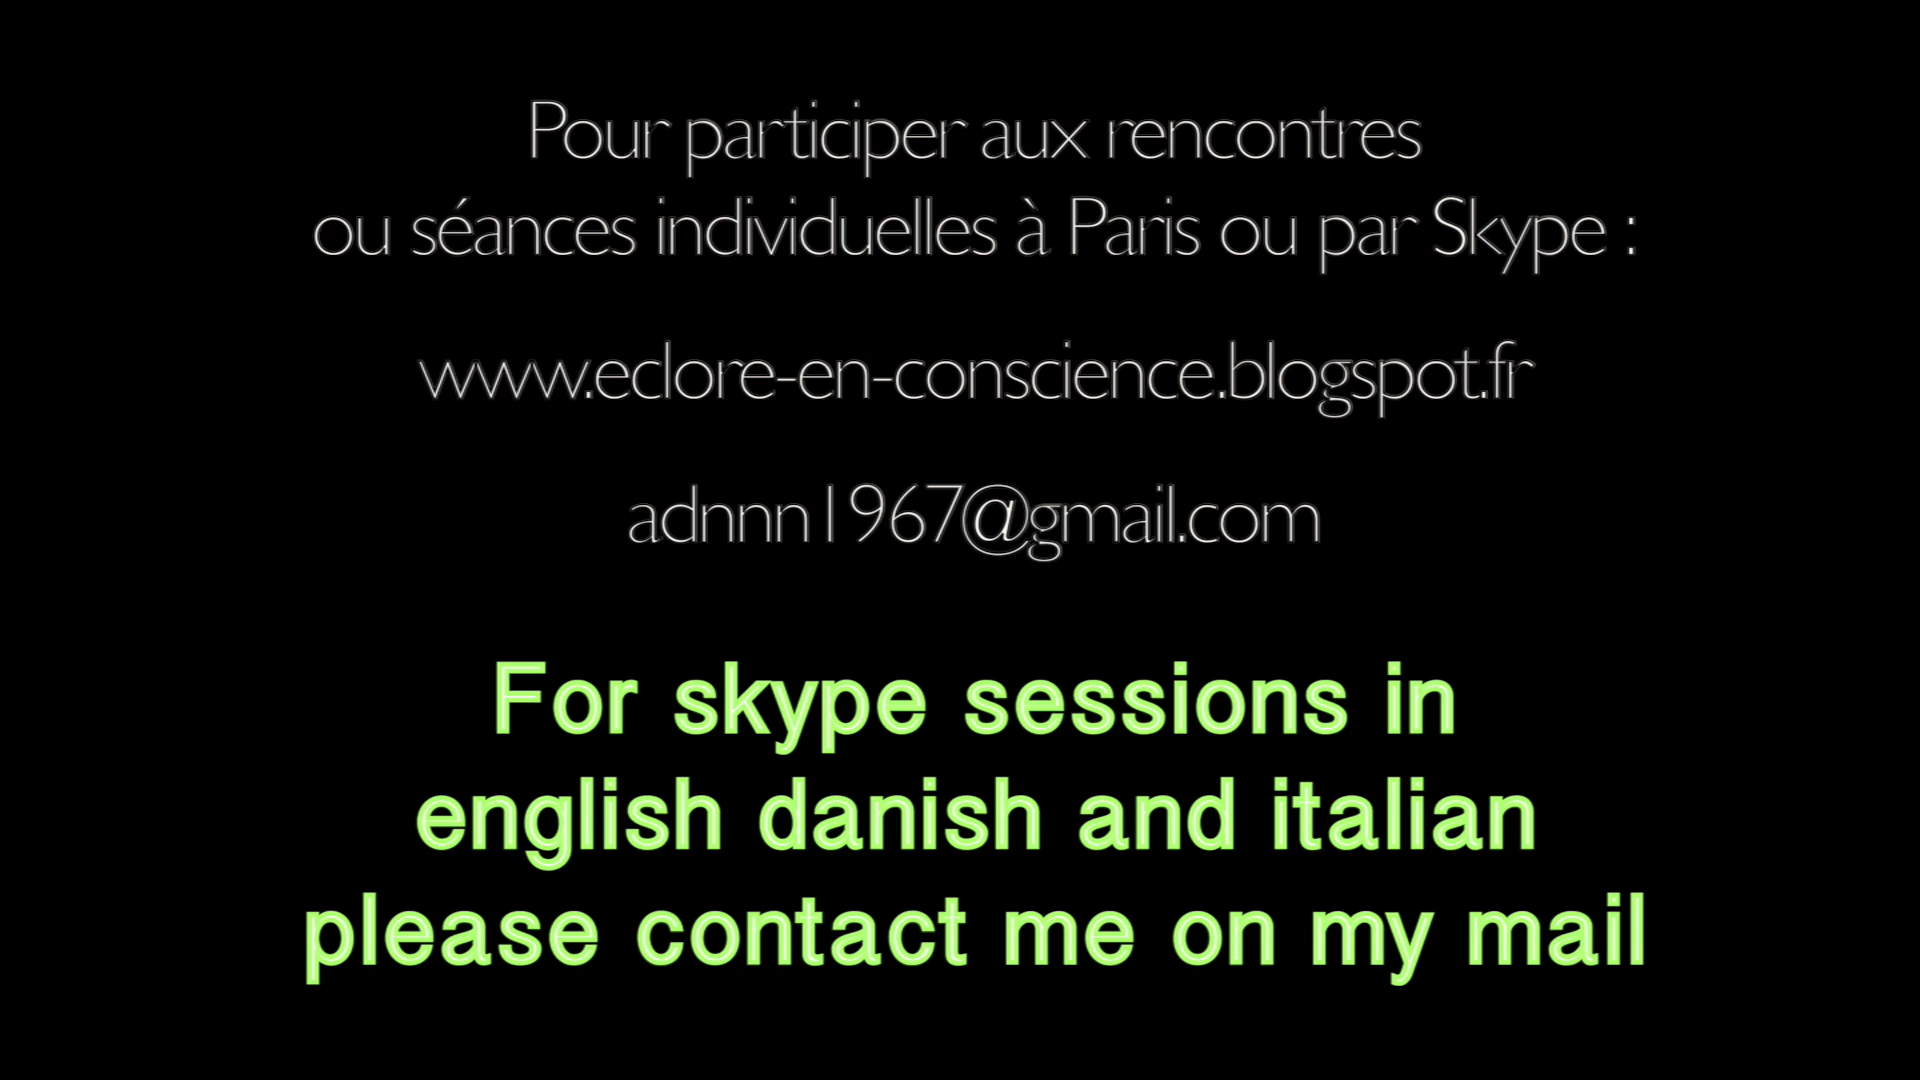 Pour participer aux rencontres
ou séances individuelles à Paris ou par Skype :
www.eclore-en-conscience.blogspot.fr
adnnn1967@gmail.com
For skype sessions in
english danish and italian
please contact me on my mail